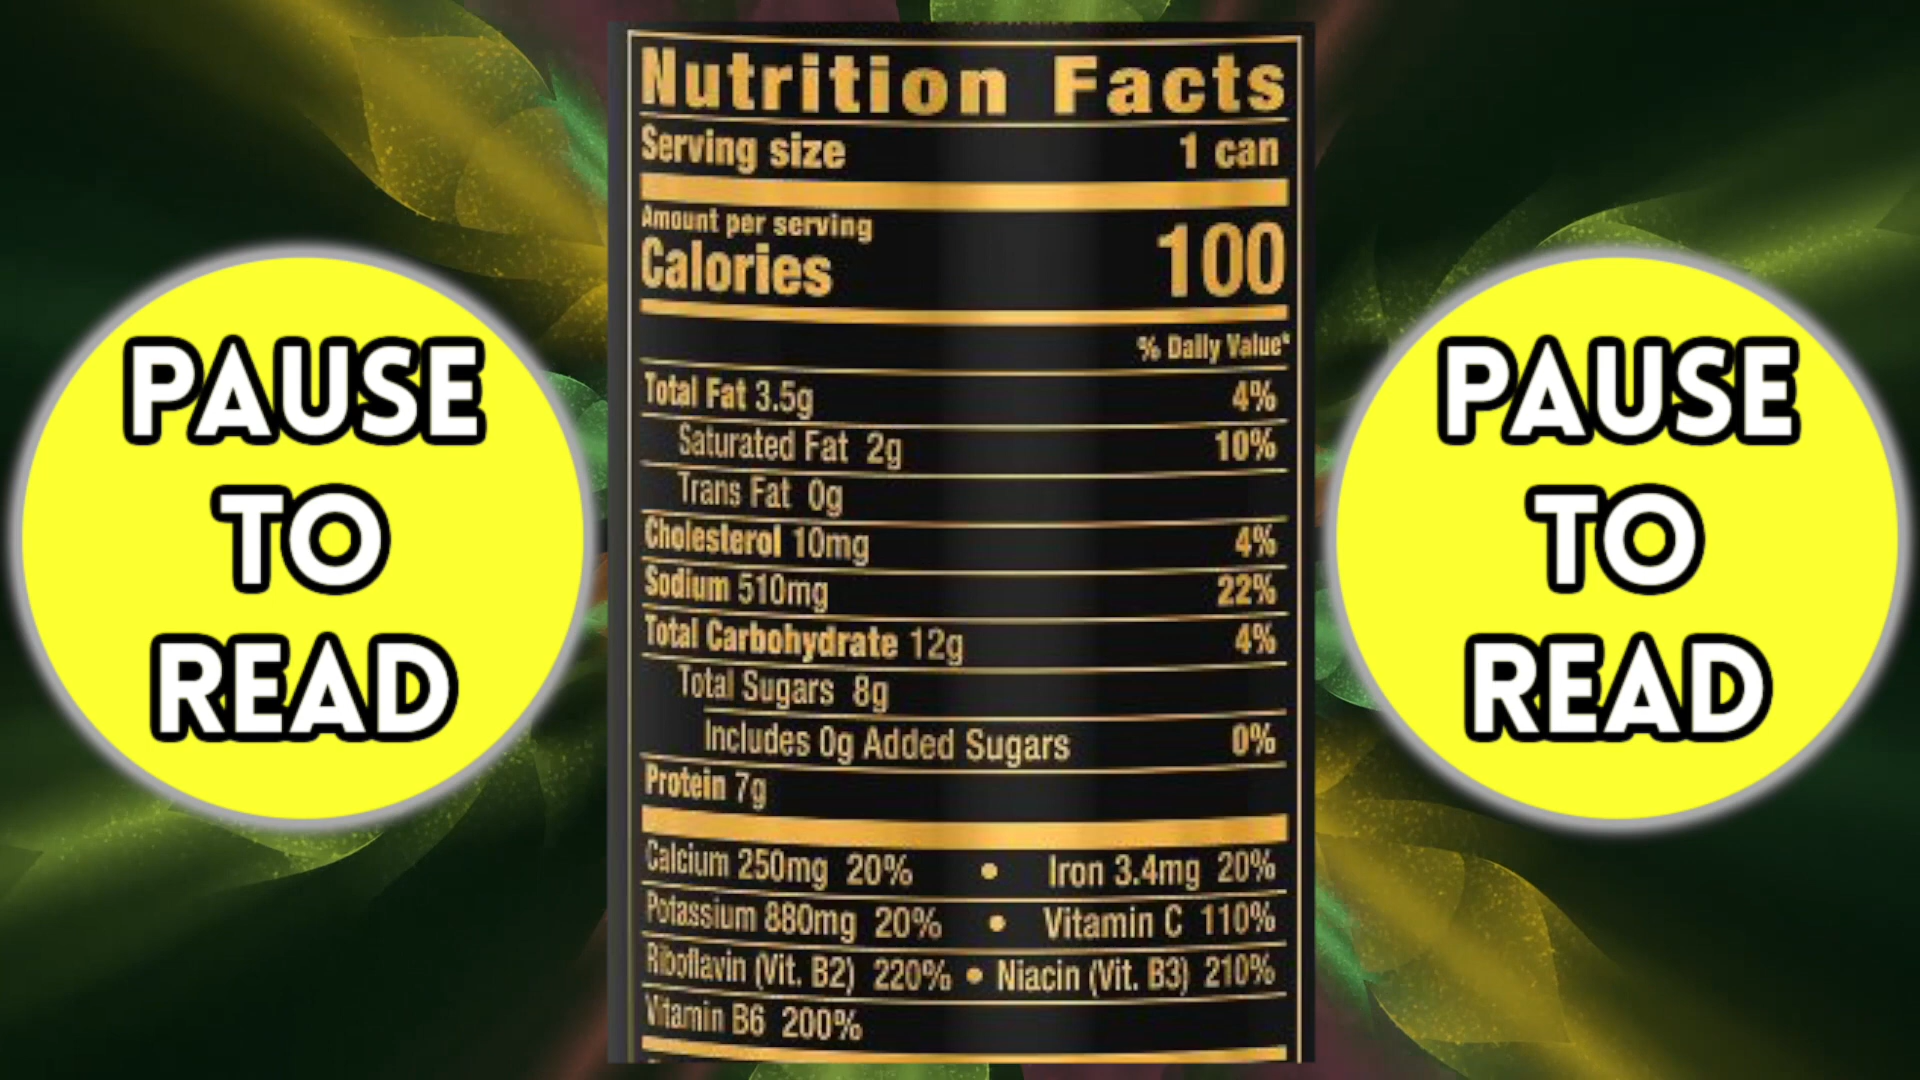 PAUSE
TO
READ
Nutrition Facts
Serving size 1 can
Amount per serving
Calories 100
% Daily Value*
Total Fat 3.5g 4%
Saturated Fat 2g 10%
Trans Fat 0g
Cholesterol 10mg 4%
Sodium 510mg 22%
Total Carbohydrate 12g 4%
Total Sugars 8g
Includes 0g Added Sugars 0%
Protein 7g
Calcium 250mg 20% • Iron 3.4mg 20%
Potassium 880mg 20% • Vitamin C 110%
Riboflavin (Vit. B2) 220% • Niacin (Vit. B3) 210%
Vitamin B6 200%
PAUSE
TO
READ